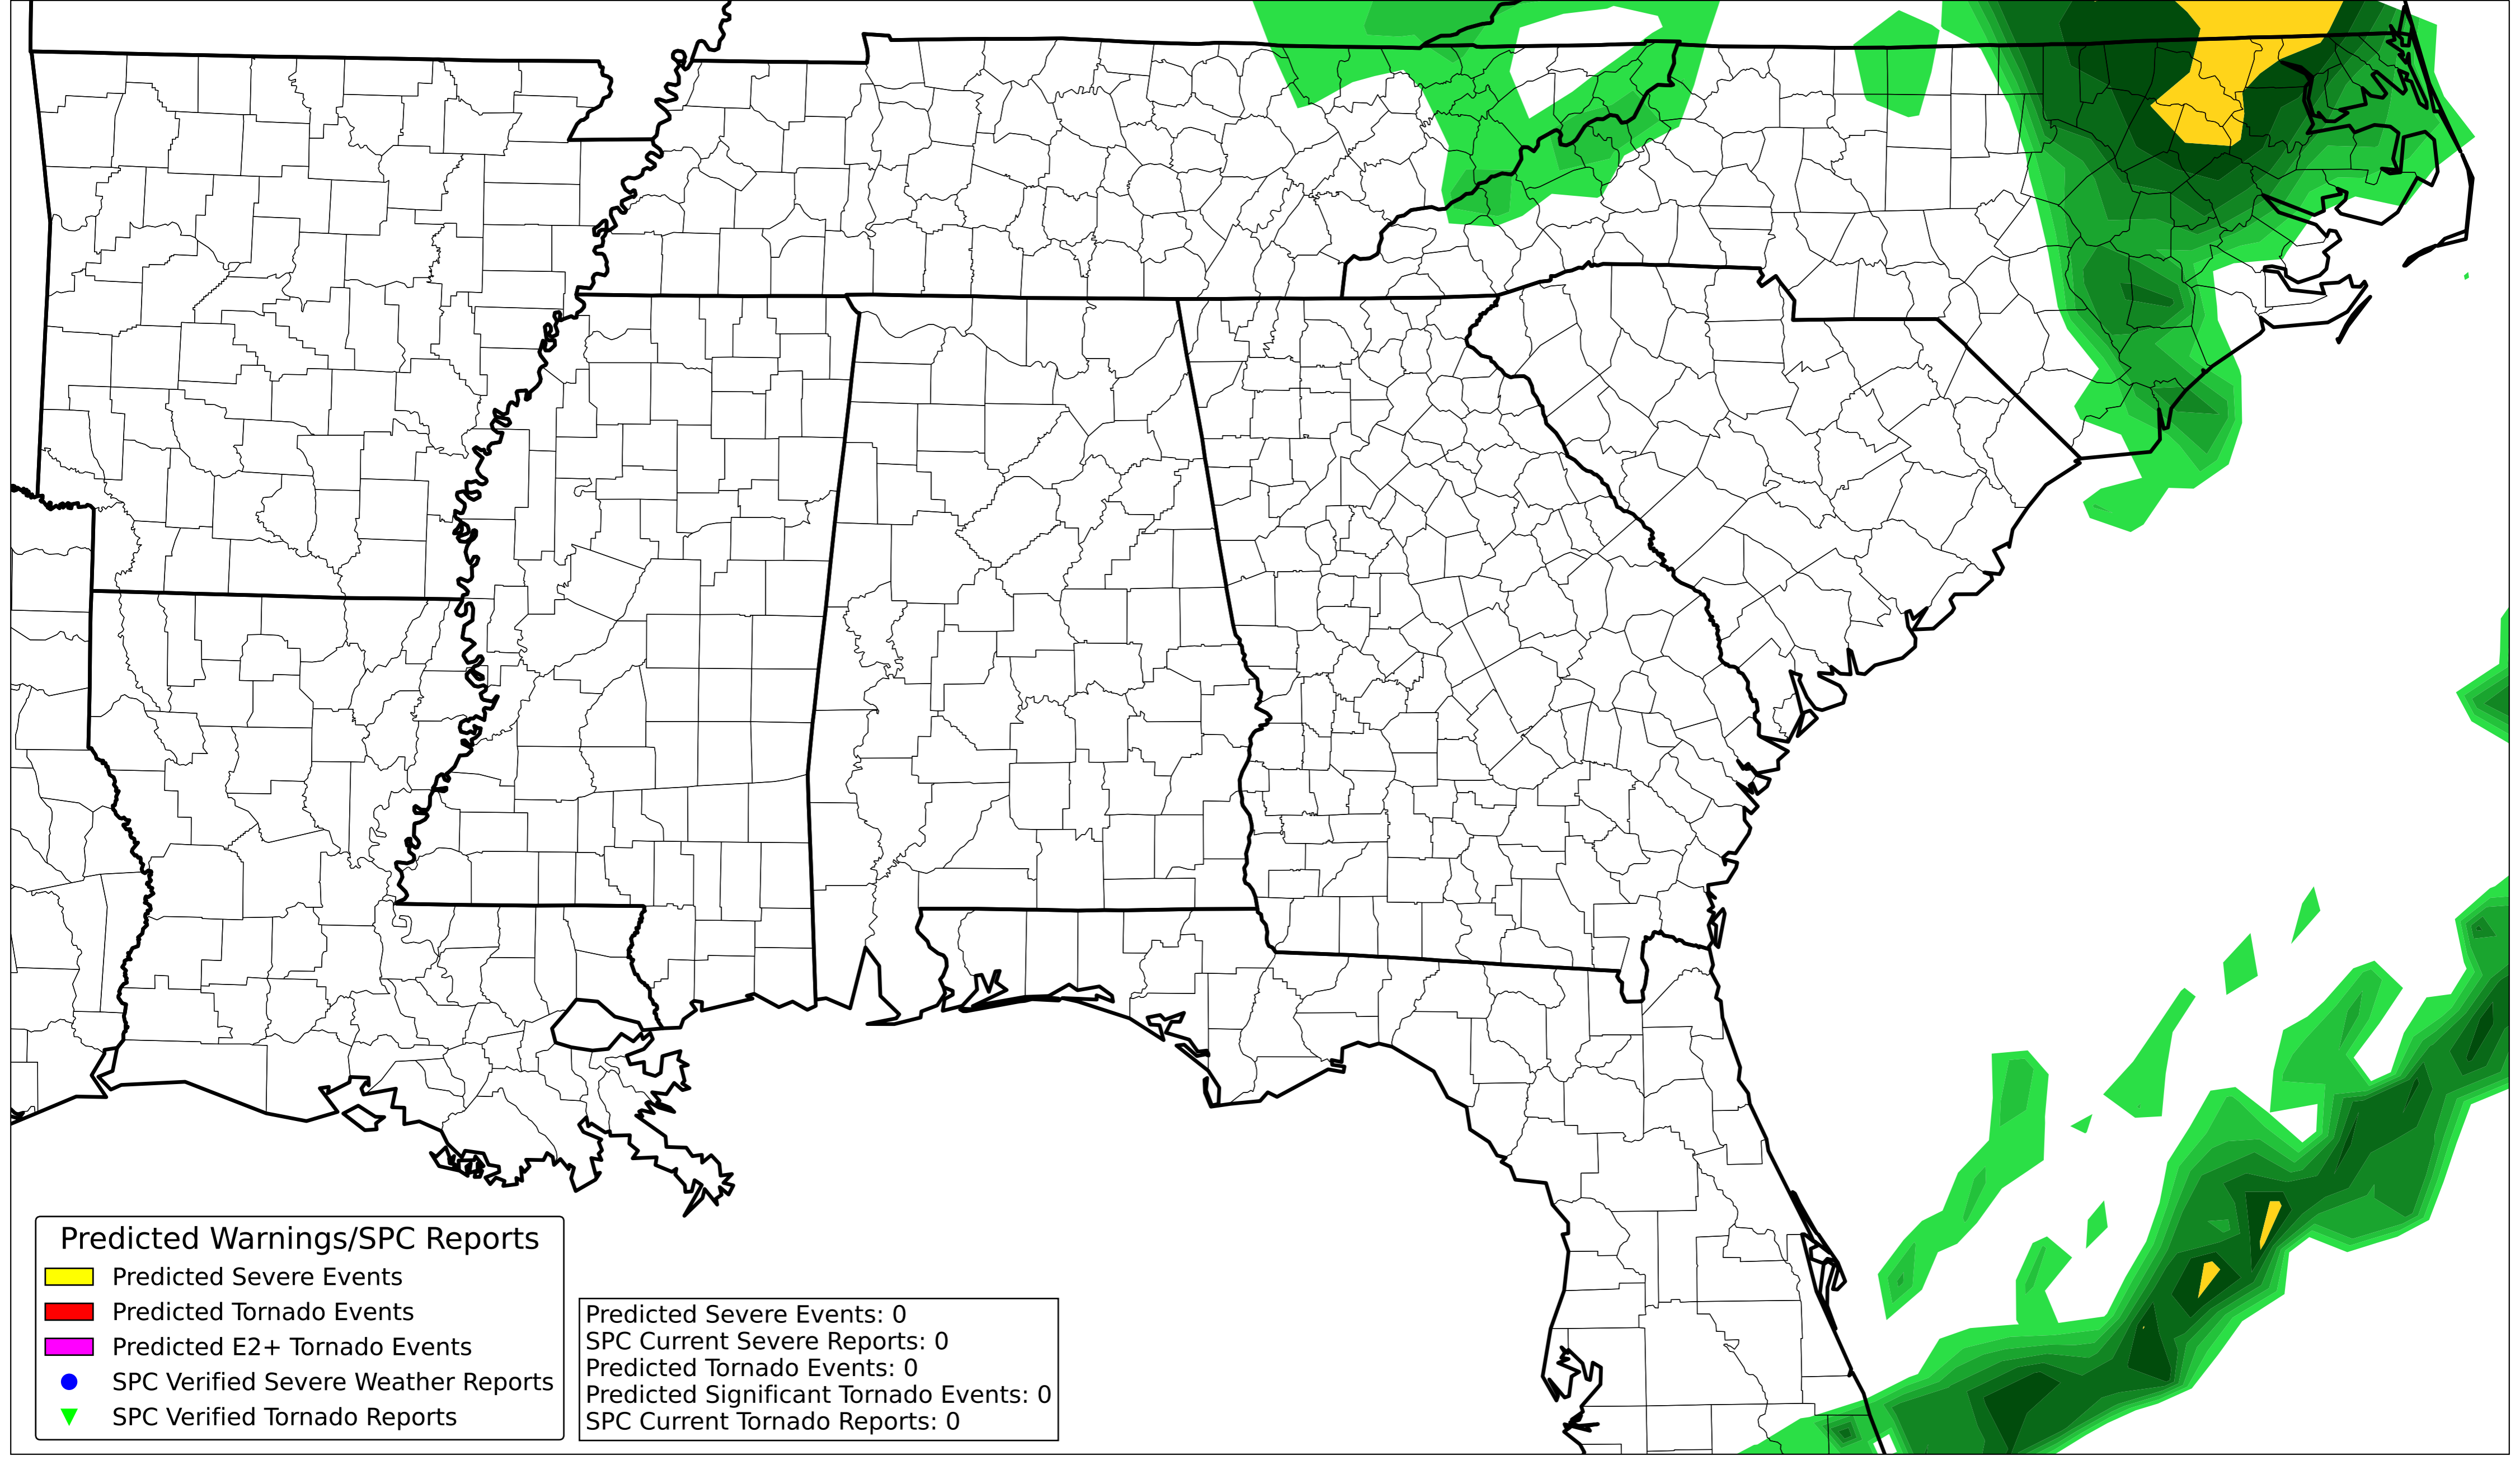 Predicted Warnings/SPC Reports
Predicted Severe Events
Predicted Tornado Events
Predicted E2+ Tornado Events
SPC Verified Severe Weather Reports
SPC Verified Tornado Reports
Predicted Severe Events: 0
SPC Current Severe Reports: 0
Predicted Tornado Events: 0
Predicted Significant Tornado Events: 0
SPC Current Tornado Reports: 0